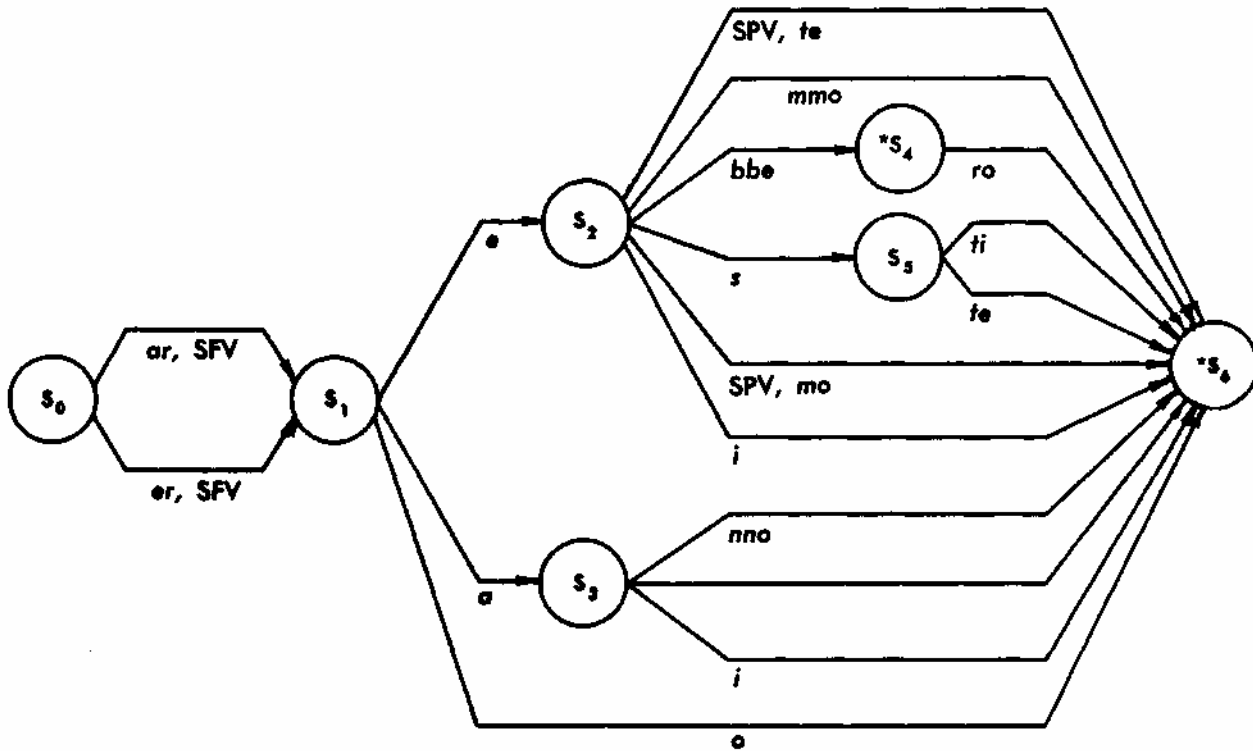 SPV, te
mmo
bbe
*S₄
ro
e
S₂
s
S₅
ti
te
ar, SFV
S₀
S₁
SPV, mo
*S₆
er, SFV
i
nno
a
S₃
i
o